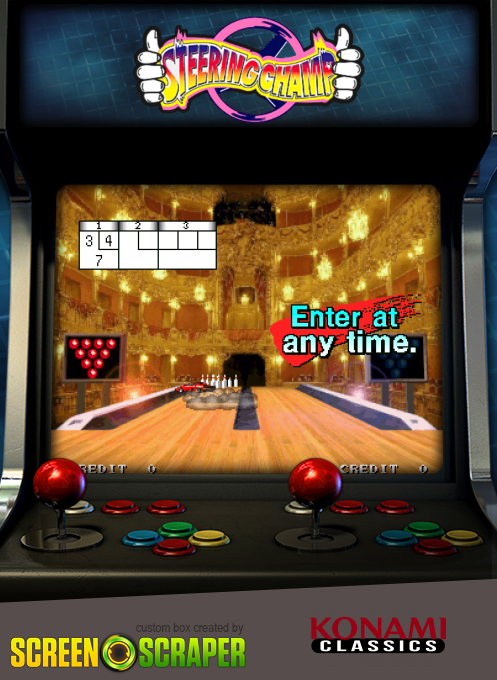 STEERING CHAMP
1 2 3
3 4
7
Enter at
any time.
REDIT 0
CREDIT 0
custom box created by
SCREEN SCRAPER
KONAMI
CLASSICS